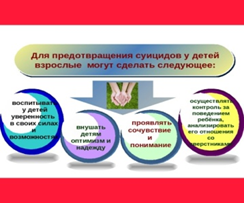 Для предотвращения суицидов у детей
взрослые могут сделать следующее:
воспитывать
у детей
уверенность
в своих силах
и
возможностях
внушать
детям
оптимизм и
надежду
проявлять
сочувствие
и
понимание
осуществлять
контроль за
поведением
ребёнка,
анализировать
его отношения
со
сверстниками